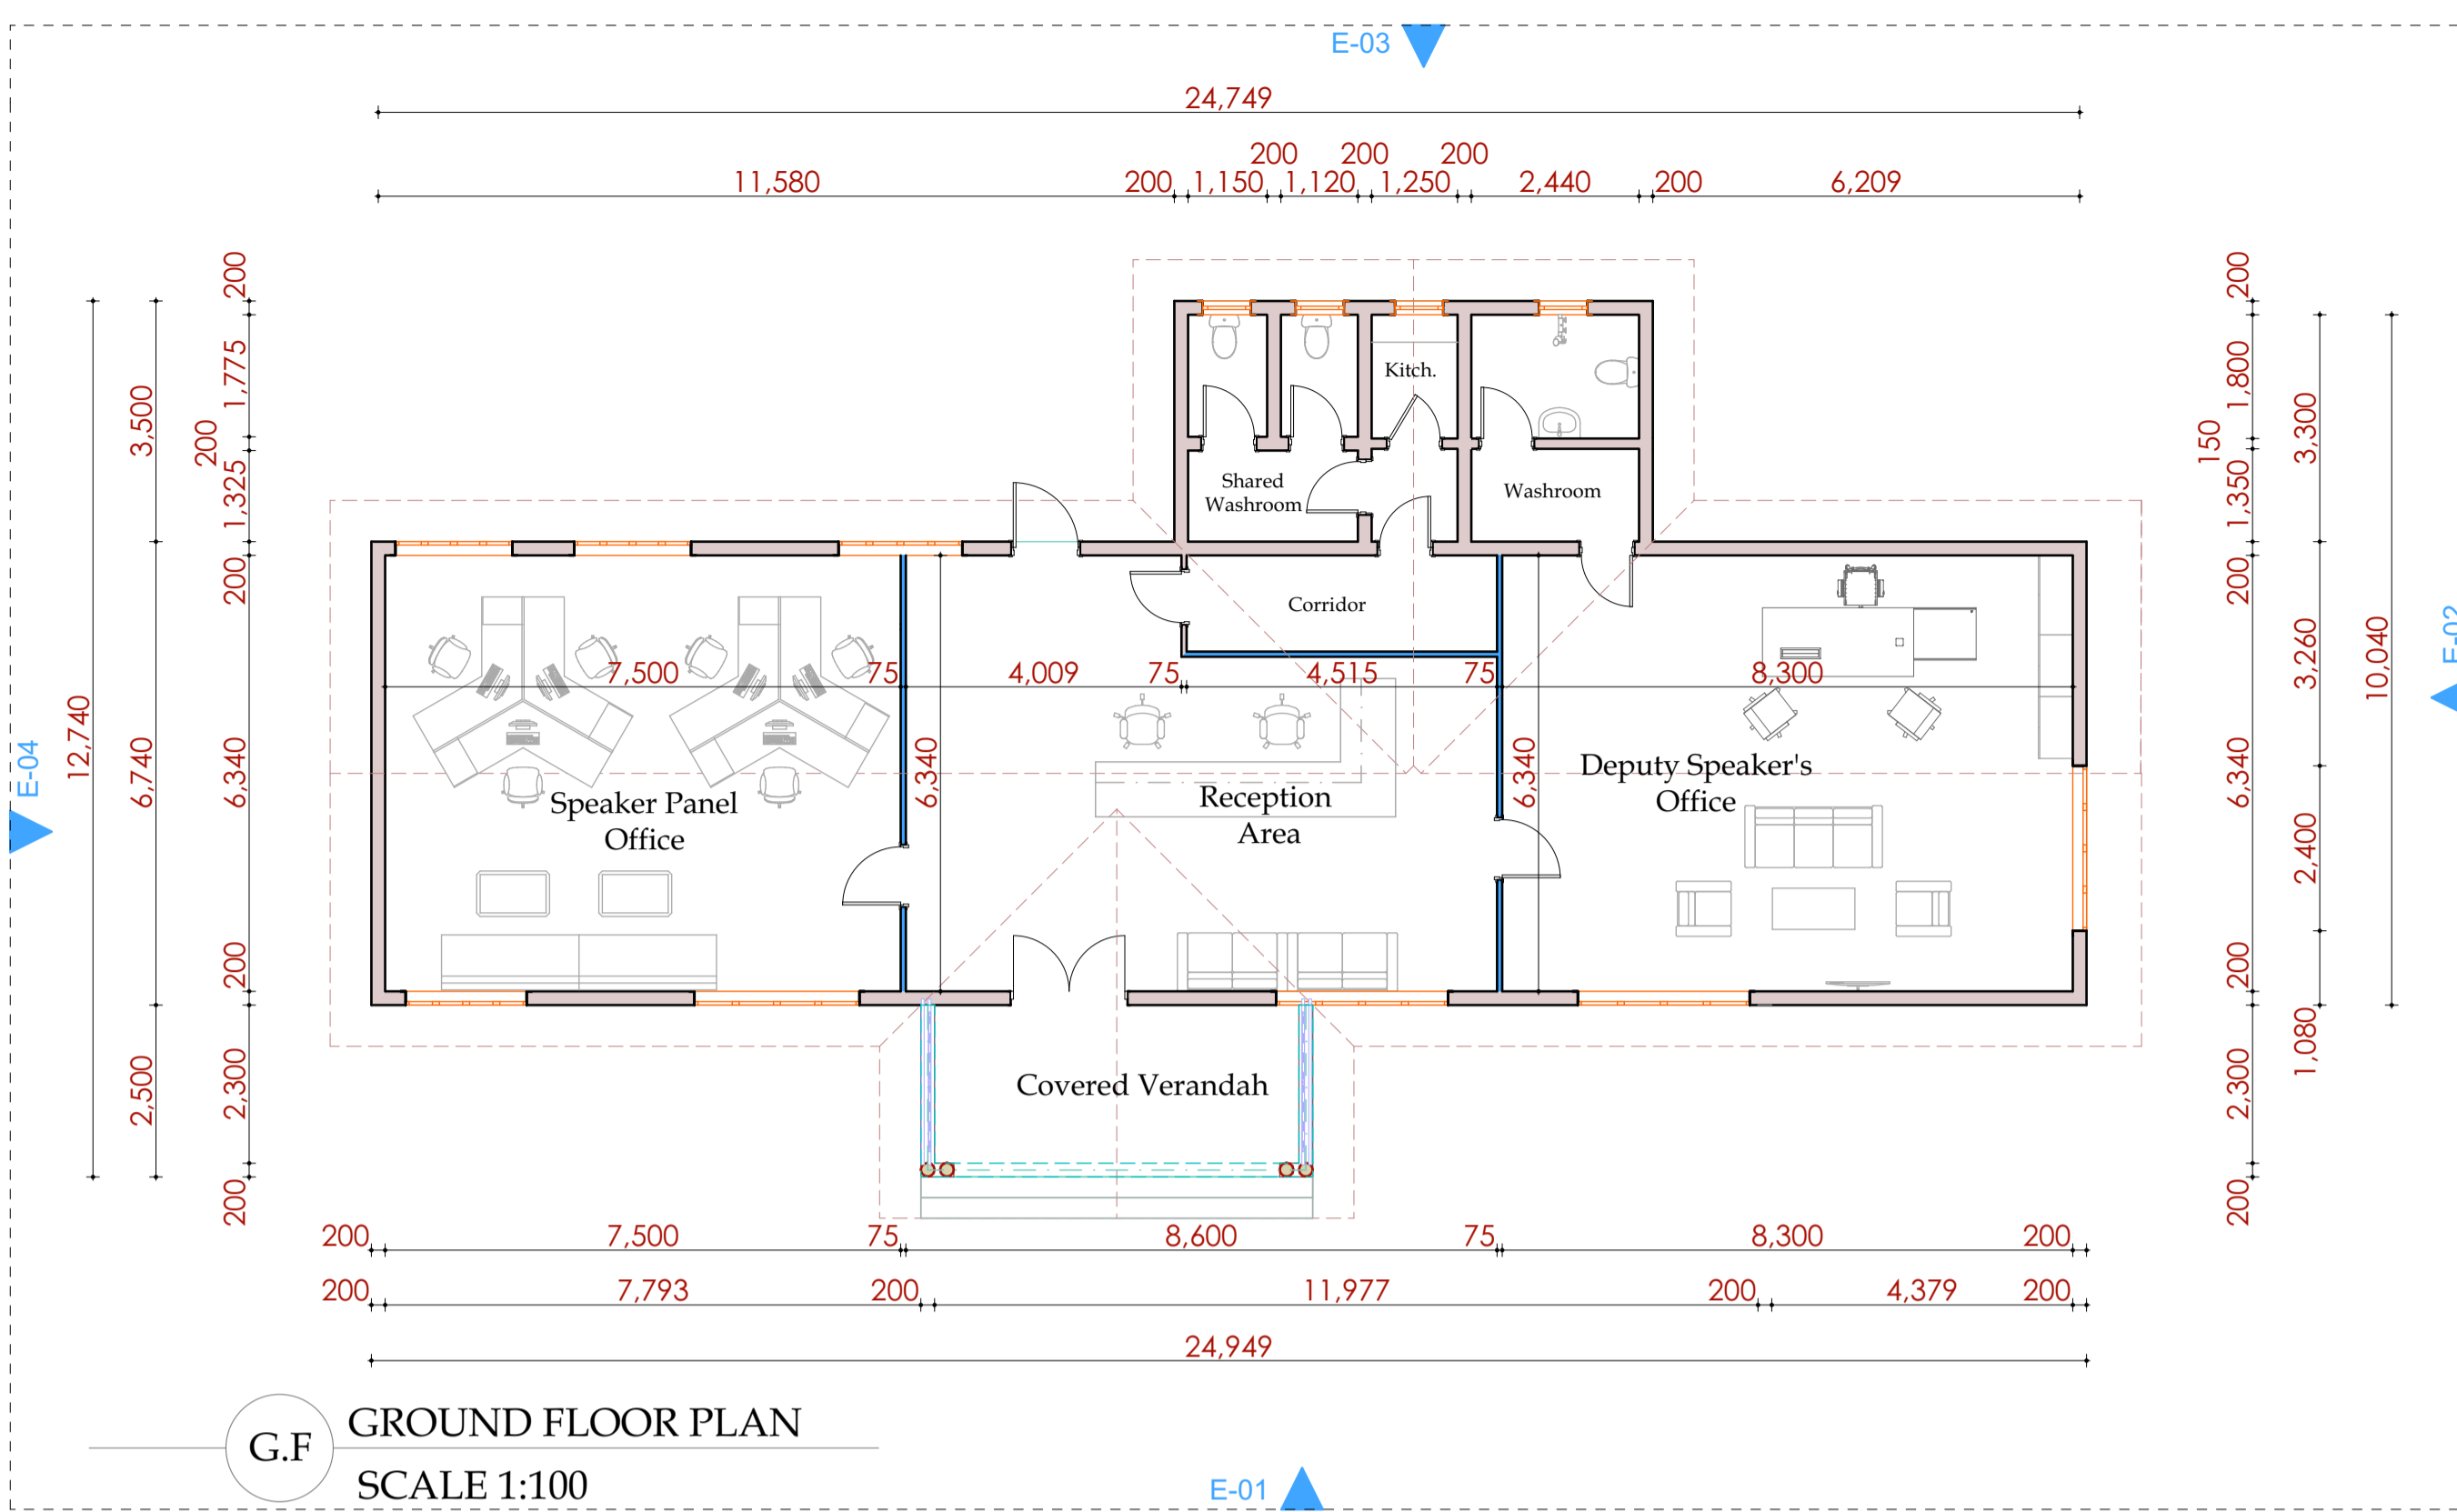 E-03
24,749
200 200 200
11,580 200 1,150 1,120 1,250 2,440 200 6,209
200
1,775
200
1,325
200
6,340
200
2,300
200
3,500
6,740
2,500
12,740
E-04
200
1,800
150
1,350
200
6,340
200
2,300
200
3,300
3,260
2,400
1,080
10,040
E-02
Kitch.
Shared
Washroom
Washroom
Corridor
7,500 75 4,009 75 4,515 75 8,300
6,340
6,340
Speaker Panel
Office
Reception
Area
Deputy Speaker's
Office
Covered Verandah
200 7,500 75 8,600 75 8,300 200
200 7,793 200 11,977 200 4,379 200
24,949
G.F
GROUND FLOOR PLAN
SCALE 1:100
E-01